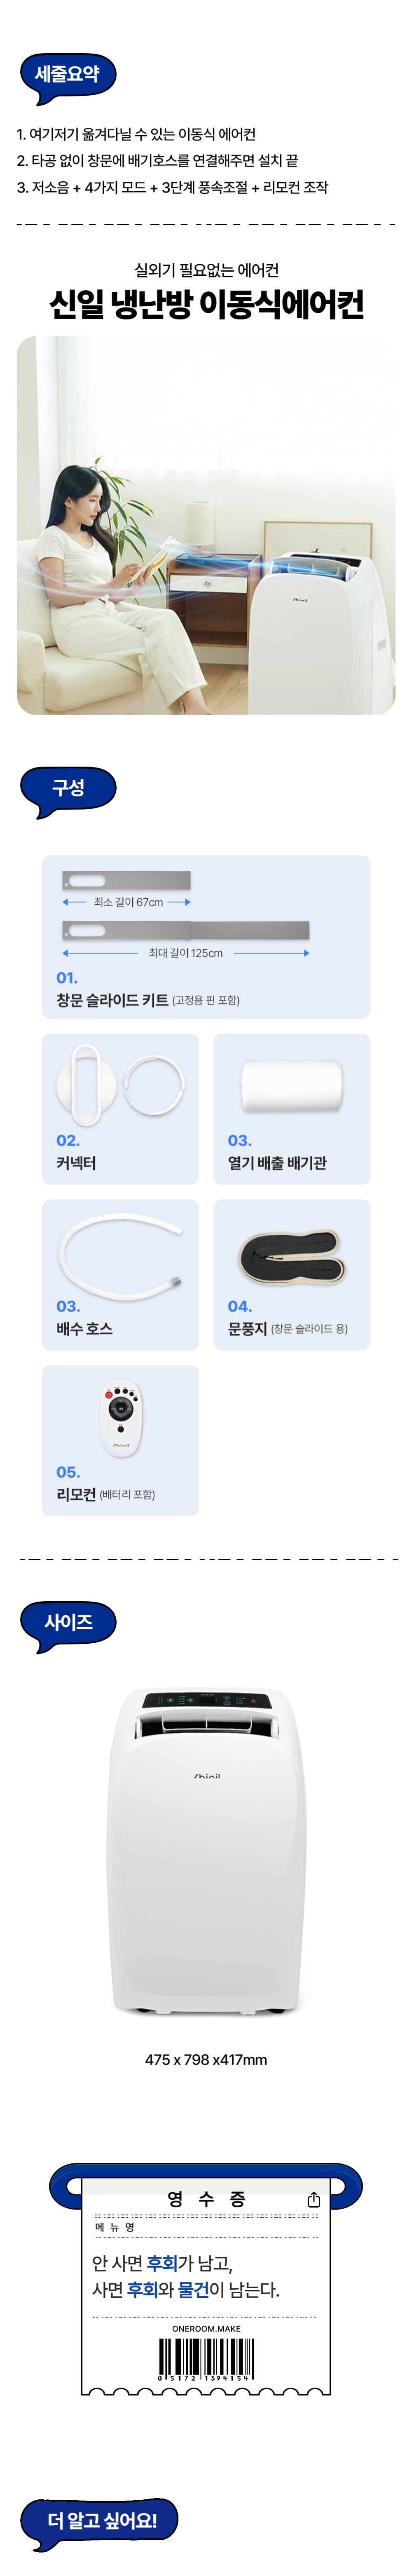 세줄요약
1. 여기저기 옮겨다닐 수 있는 이동식 에어컨
2. 타공 없이 창문에 배기호스를 연결해주면 설치 끝
3. 저소음 + 4가지 모드 + 3단계 풍속조절 + 리모컨 조작
실외기 필요없는 에어컨
신일 냉난방 이동식에어컨
Shinil
구성
최소 길이 67cm
최대 길이 125cm
01.
창문 슬라이드 키트 (고정용 핀 포함)
02.
커넥터
03.
열기 배출 배기관
03.
배수 호스
04.
문풍지 (창문 슬라이드 용)
Shinil
05.
리모컨 (배터리 포함)
사이즈
Shinil
475 x 798 x417mm
영 수 증
메 뉴 명
안 사면 후회가 남고,
사면 후회와 물건이 남는다.
ONEROOM.MAKE
0 5172 1394154
더 알고 싶어요!